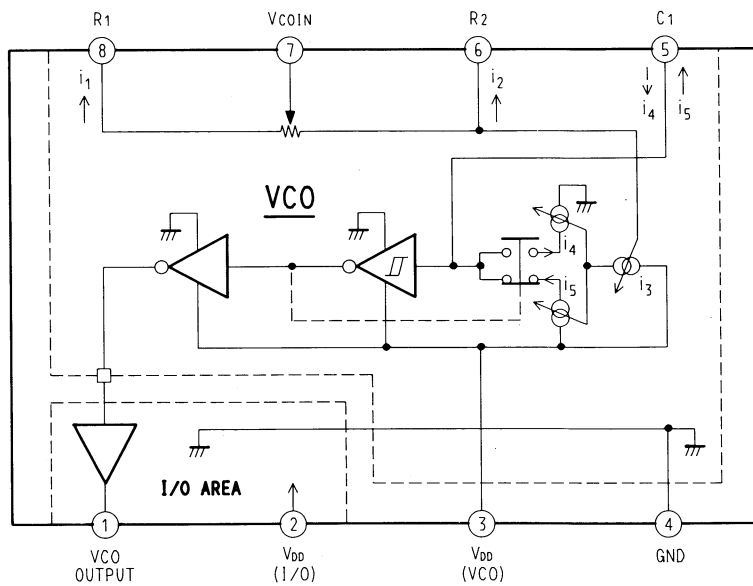 R1 VCOIN R2 C1
8 7 6 5
i1 i2 i4 i5
VCO
i4
i5 i3
I/O AREA
1 2 3 4
VCO VDD VDD GND
OUTPUT (I/O) (VCO)